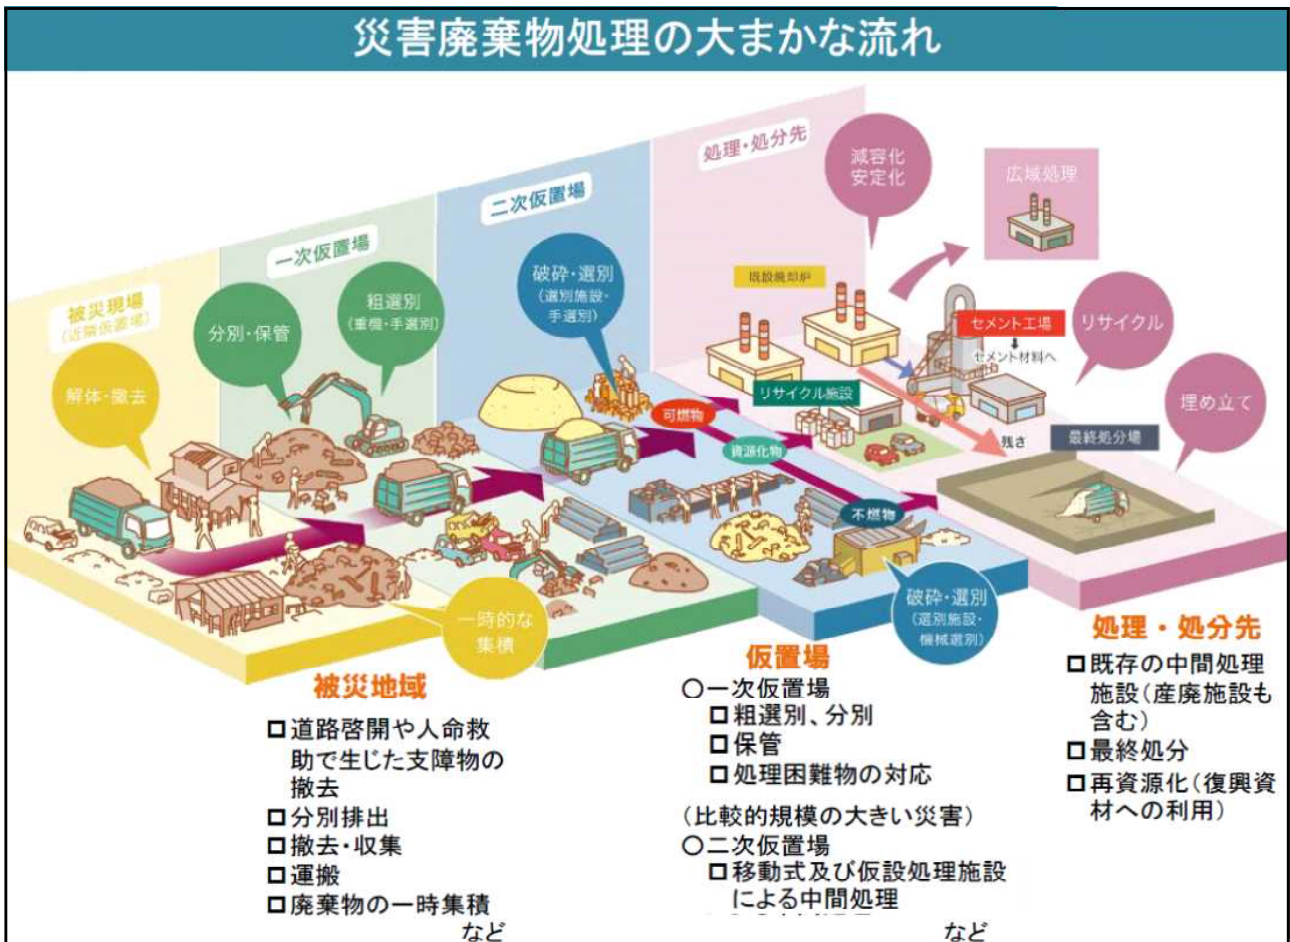 災害廃棄物処理の大まかな流れ
被災現場
(近隣仮置場)
解体・撤去
一次仮置場
分別・保管
粗選別
(重機・手選別)
一時的な
集積
二次仮置場
破砕・選別
(選別施設・
手選別)
可燃物
資源化物
不燃物
破砕・選別
(選別施設・
機械選別)
処理・処分先
減容化
安定化
広域処理
既設焼却炉
セメント工場
セメント材料へ
リサイクル
リサイクル施設
残さ
最終処分場
埋め立て
被災地域
□道路啓開や人命救
助で生じた支障物の
撤去
□分別排出
□撤去・収集
□運搬
□廃棄物の一時集積
など
仮置場
○一次仮置場
□粗選別、分別
□保管
□処理困難物の対応
(比較的規模の大きい災害)
○二次仮置場
□移動式及び仮設処理施設
による中間処理
など
処理・処分先
□既存の中間処理
施設(産廃施設も
含む)
□最終処分
□再資源化(復興資
材への利用)